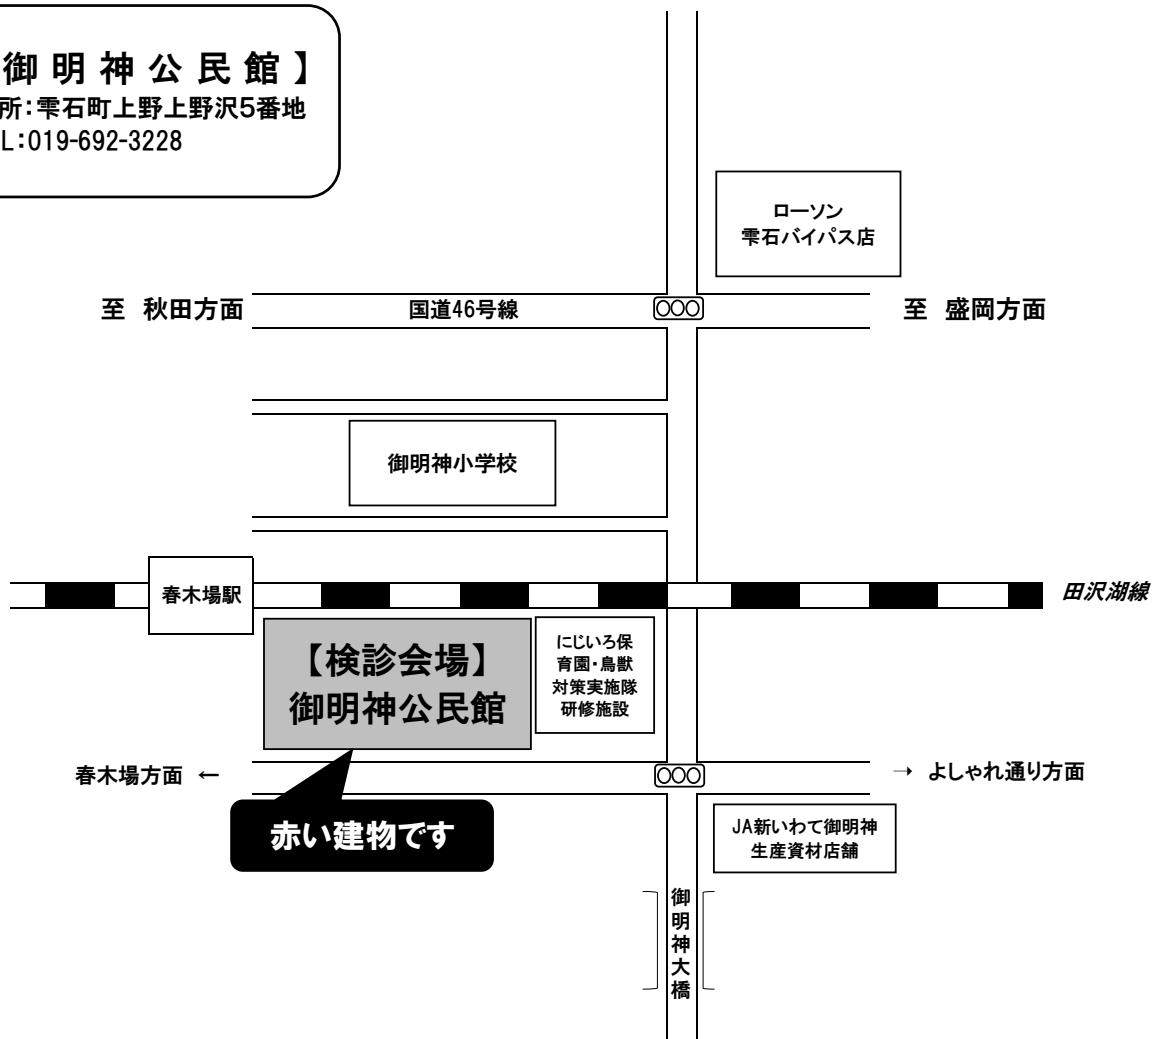 御明神公民館】
所：雫石町上野上野沢5番地
L：019-692-3228
ローソン
雫石バイパス店
至　秋田方面
国道46号線
至　盛岡方面
御明神小学校
春木場駅
田沢湖線
【検診会場】
御明神公民館
にじいろ保
育園・鳥獣
対策実施隊
研修施設
春木場方面　←
→　よしゃれ通り方面
赤い建物です
JA新いわて御明神
生産資材店舗
御明神大橋